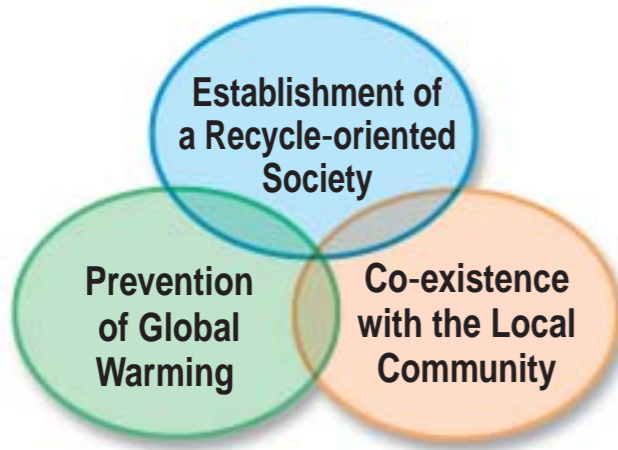 Establishment of
a Recycle-oriented
Society
Prevention
of Global
Warming
Co-existence
with the Local
Community